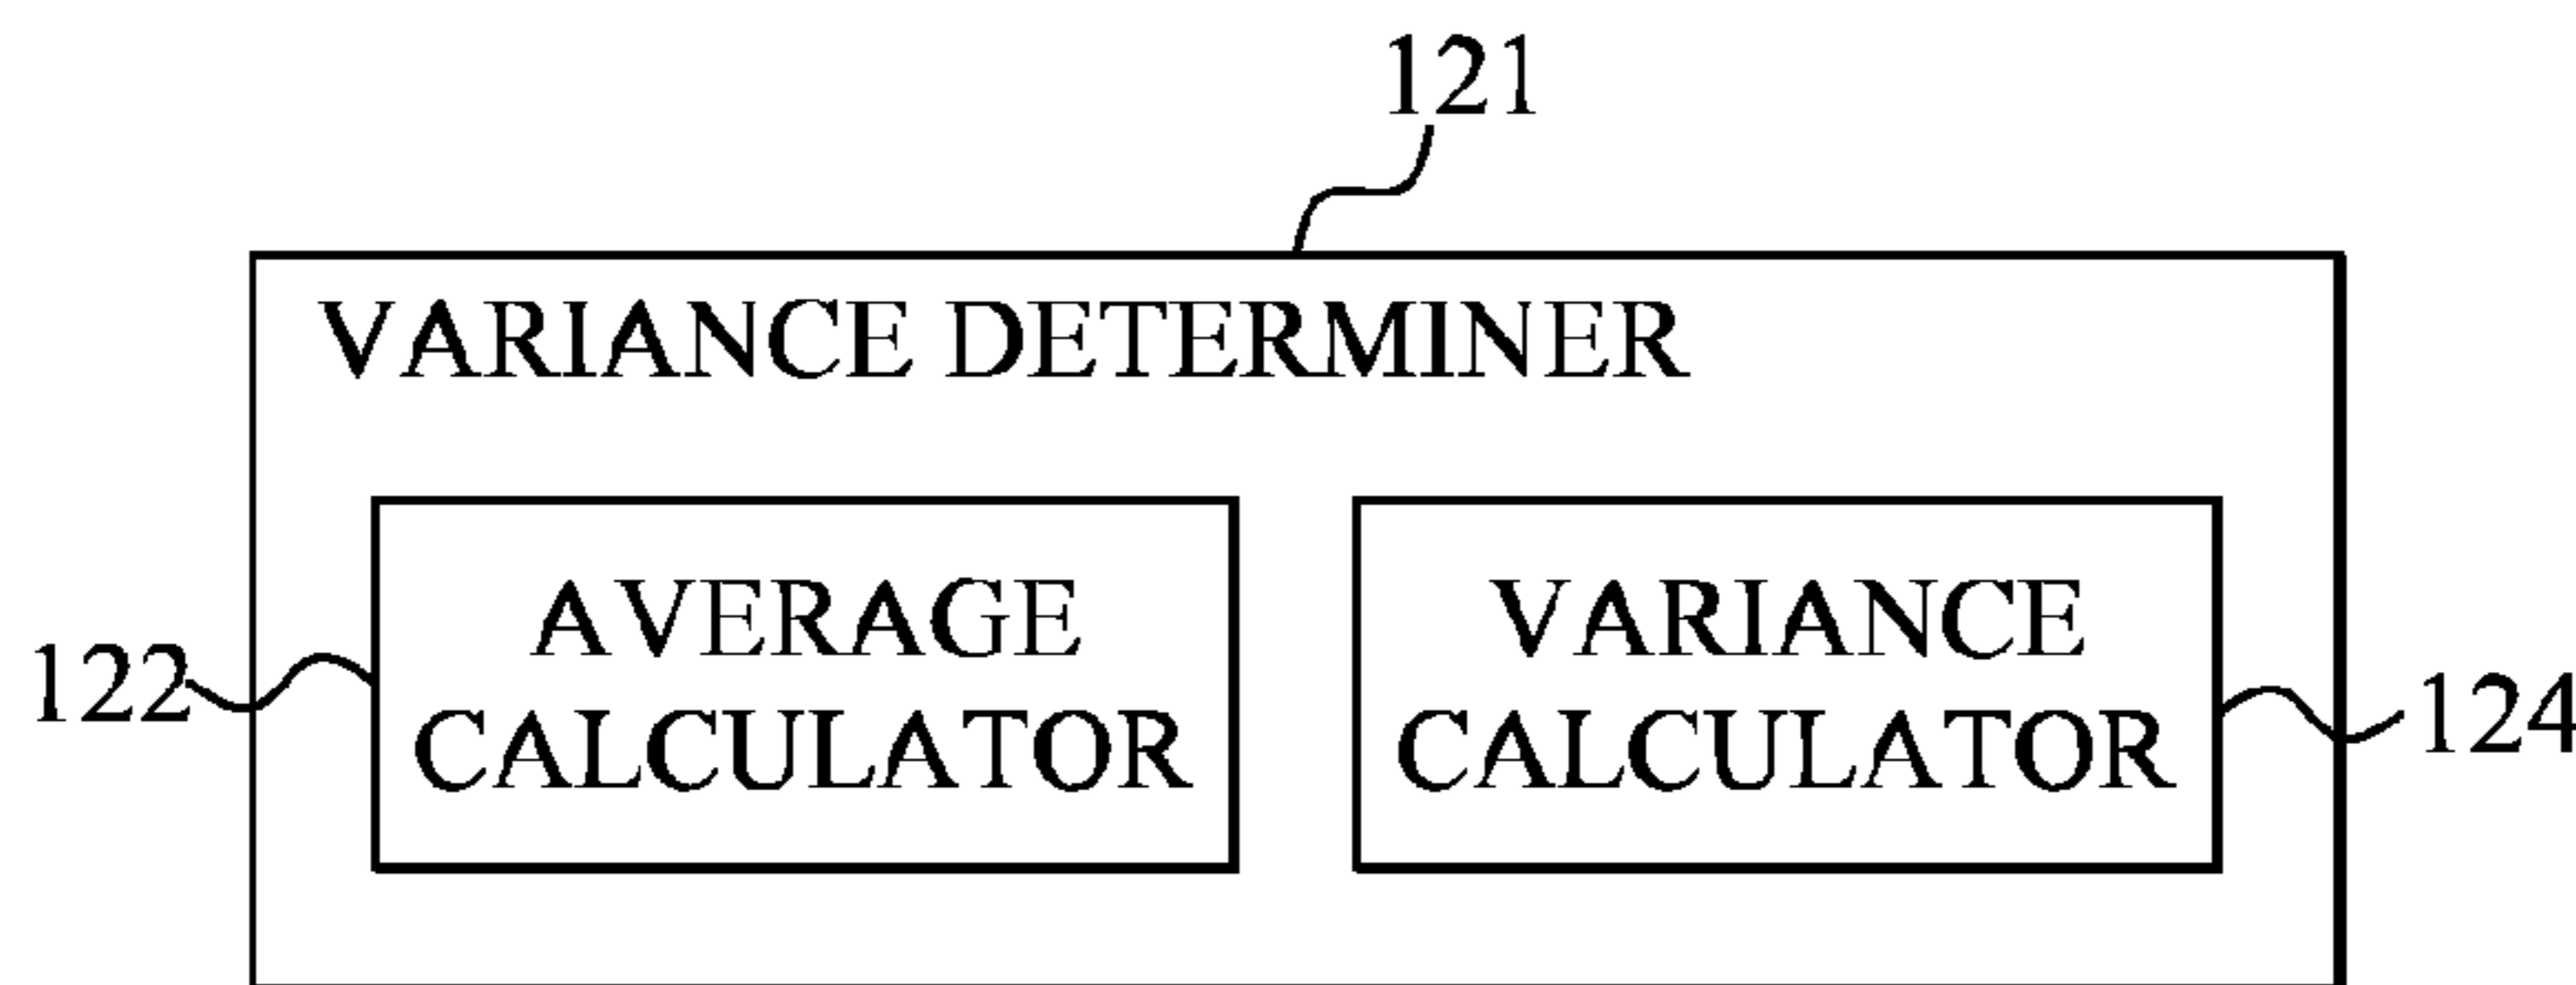 121
VARIANCE DETERMINER
AVERAGE
CALCULATOR
VARIANCE
CALCULATOR
122
124